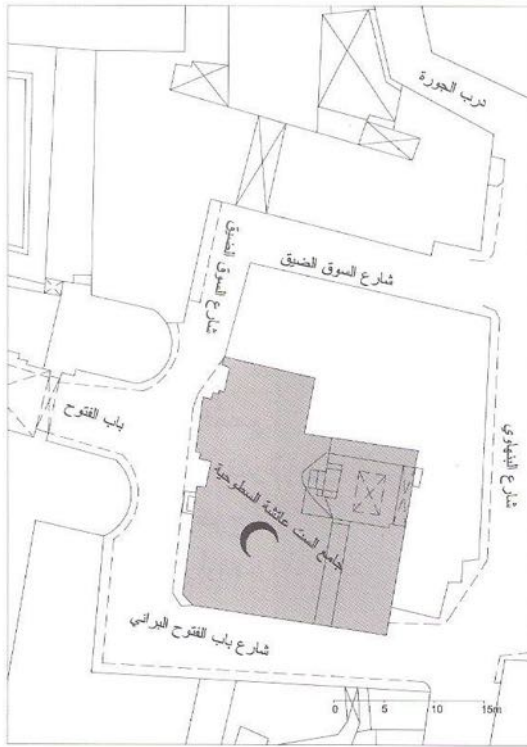 درب الجورة
شارع السوق الضيق
شارع السوق الضيق
باب الفتوح
شارع البنهاوي
جامع الست عائشة السطوحية
شارع باب الفتوح البراني
0 5 10 15m